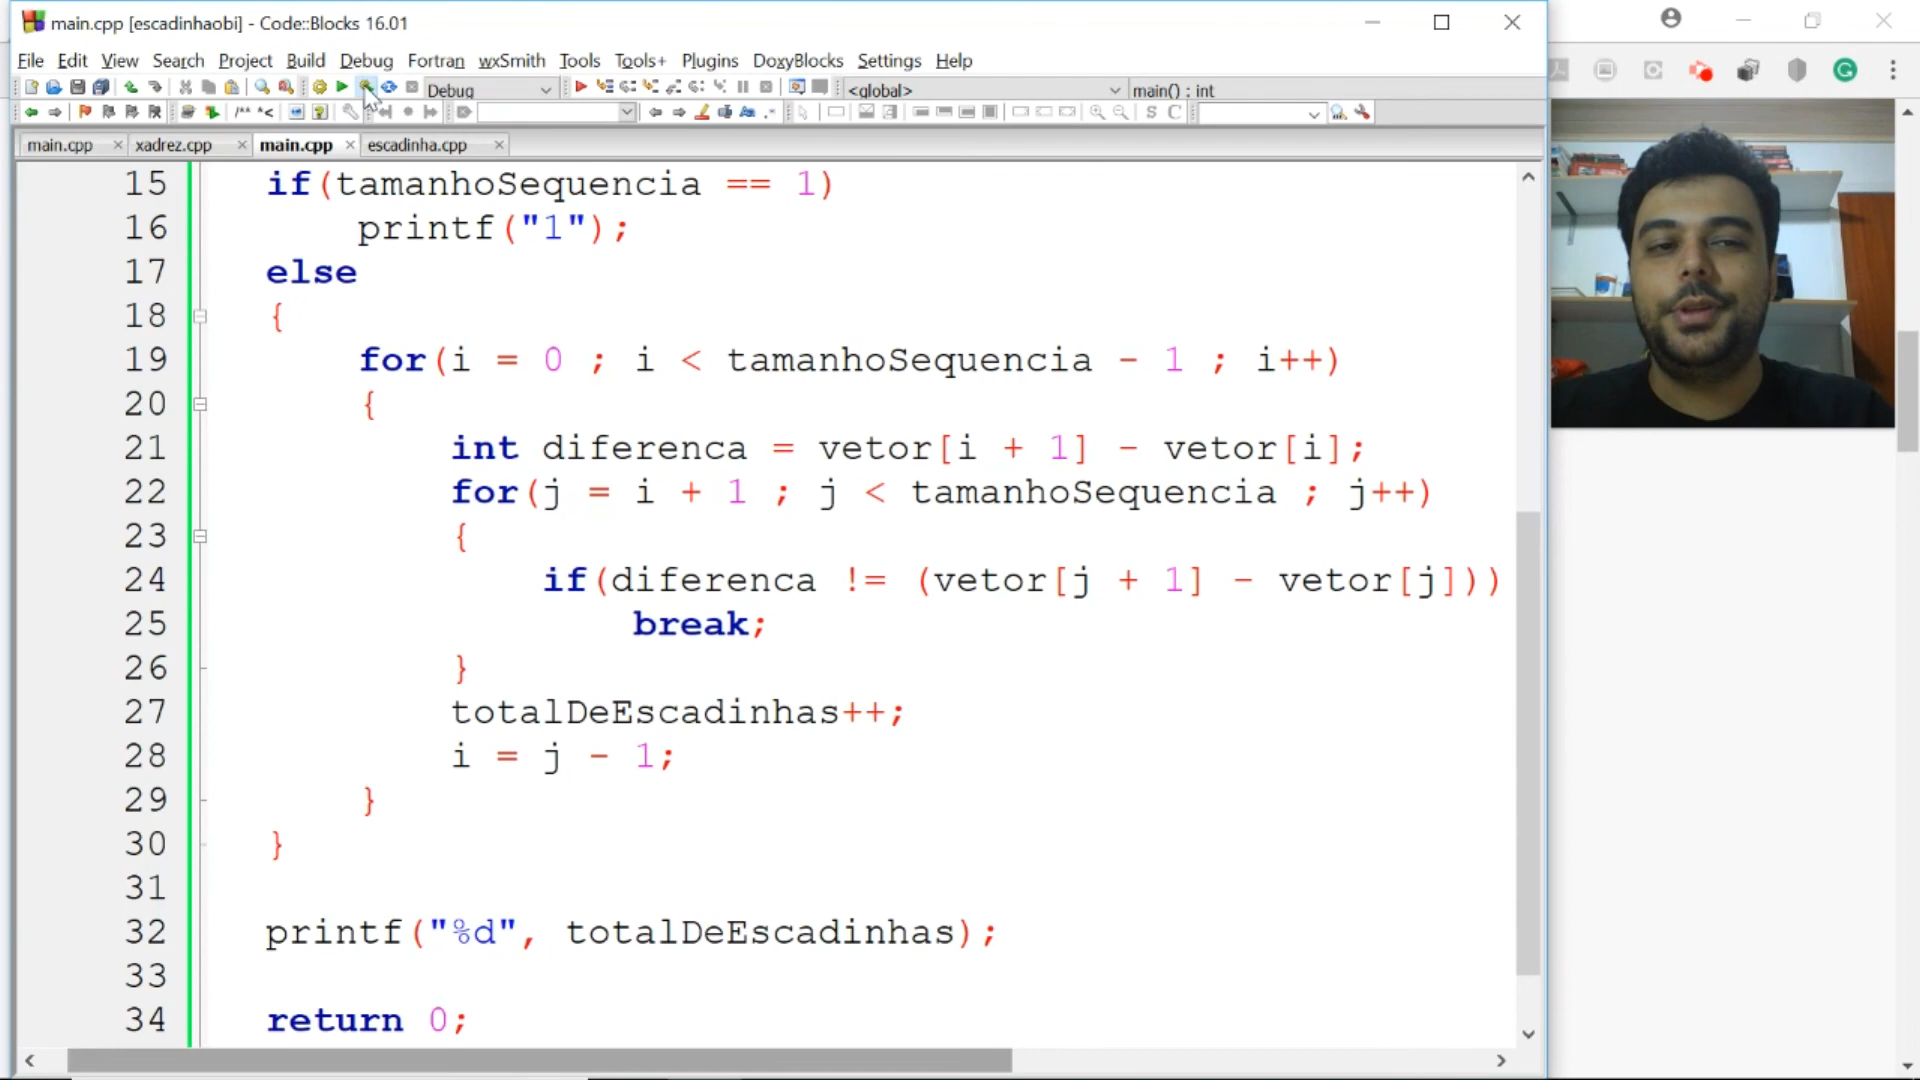 main.cpp [escadinhaobi] - Code::Blocks 16.01
File Edit View Search Project Build Debug Fortran wxSmith Tools Tools+ Plugins DoxyBlocks Settings Help
Debug <global> main() : int
/** *< S C
main.cpp xadrez.cpp main.cpp escadinha.cpp
15 if(tamanhoSequencia == 1)
16 printf("1");
17 else
18 {
19 for(i = 0 ; i < tamanhoSequencia - 1 ; i++)
20 {
21 int diferenca = vetor[i + 1] - vetor[i];
22 for(j = i + 1 ; j < tamanhoSequencia ; j++)
23 {
24 if(diferenca != (vetor[j + 1] - vetor[j]))
25 break;
26 }
27 totalDeEscadinhas++;
28 i = j - 1;
29 }
30 }
31
32 printf("%d", totalDeEscadinhas);
33
34 return 0;